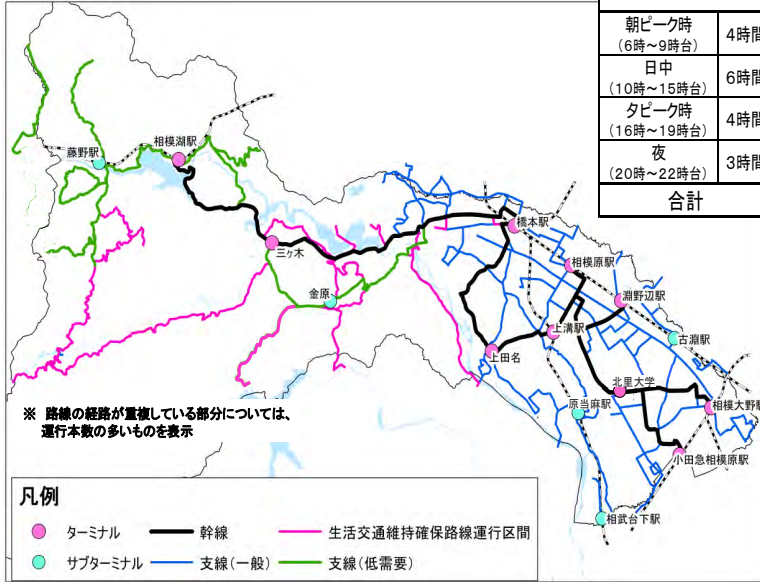 朝ピーク時
(6時～9時台)
4時間
日中
(10時～15時台)
6時間
夕ピーク時
(16時～19時台)
4時間
夜
(20時～22時台)
3時間
合計
相模湖駅
藤野駅
三ヶ木
金原
橋本駅
相模原駅
淵野辺駅
古淵駅
上溝駅
上田名
北里大学
原当麻駅
相模大野駅
小田急相模原駅
相武台下駅
※ 路線の経路が重複している部分については、
運行本数の多いものを表示
凡例
ターミナル 幹線 生活交通維持確保路線運行区間
サブターミナル 支線(一般) 支線(低需要)